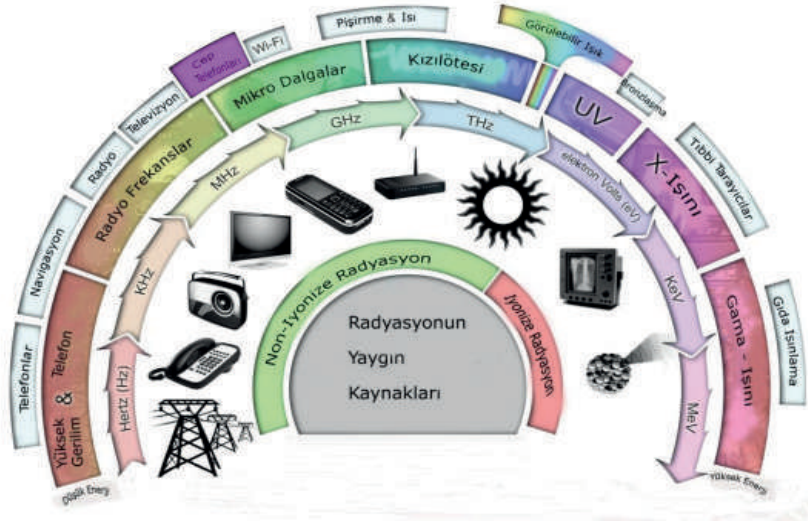 Pişirme & Isı
Görülebilir Işık
Wi-Fi
Cep
Telefonları
Televizyon
Radyo
Navigasyon
Telefonlar
Bronzlaşma
Tıbbi Tarayıcılar
Gıda Işınlama
Yüksek
Gerilim
& Telefon
Radyo Frekanslar
Mikro Dalgalar
Kızılötesi
UV
X-Işını
Gama - Işını
Hertz (Hz)
KHz
MHz
GHz
THz
elektron Volts (eV)
KeV
MeV
Non-İyonize Radyasyon
İyonize Radyasyon
Radyasyonun
Yaygın
Kaynakları
Düşük Enerji
Yüksek Enerji